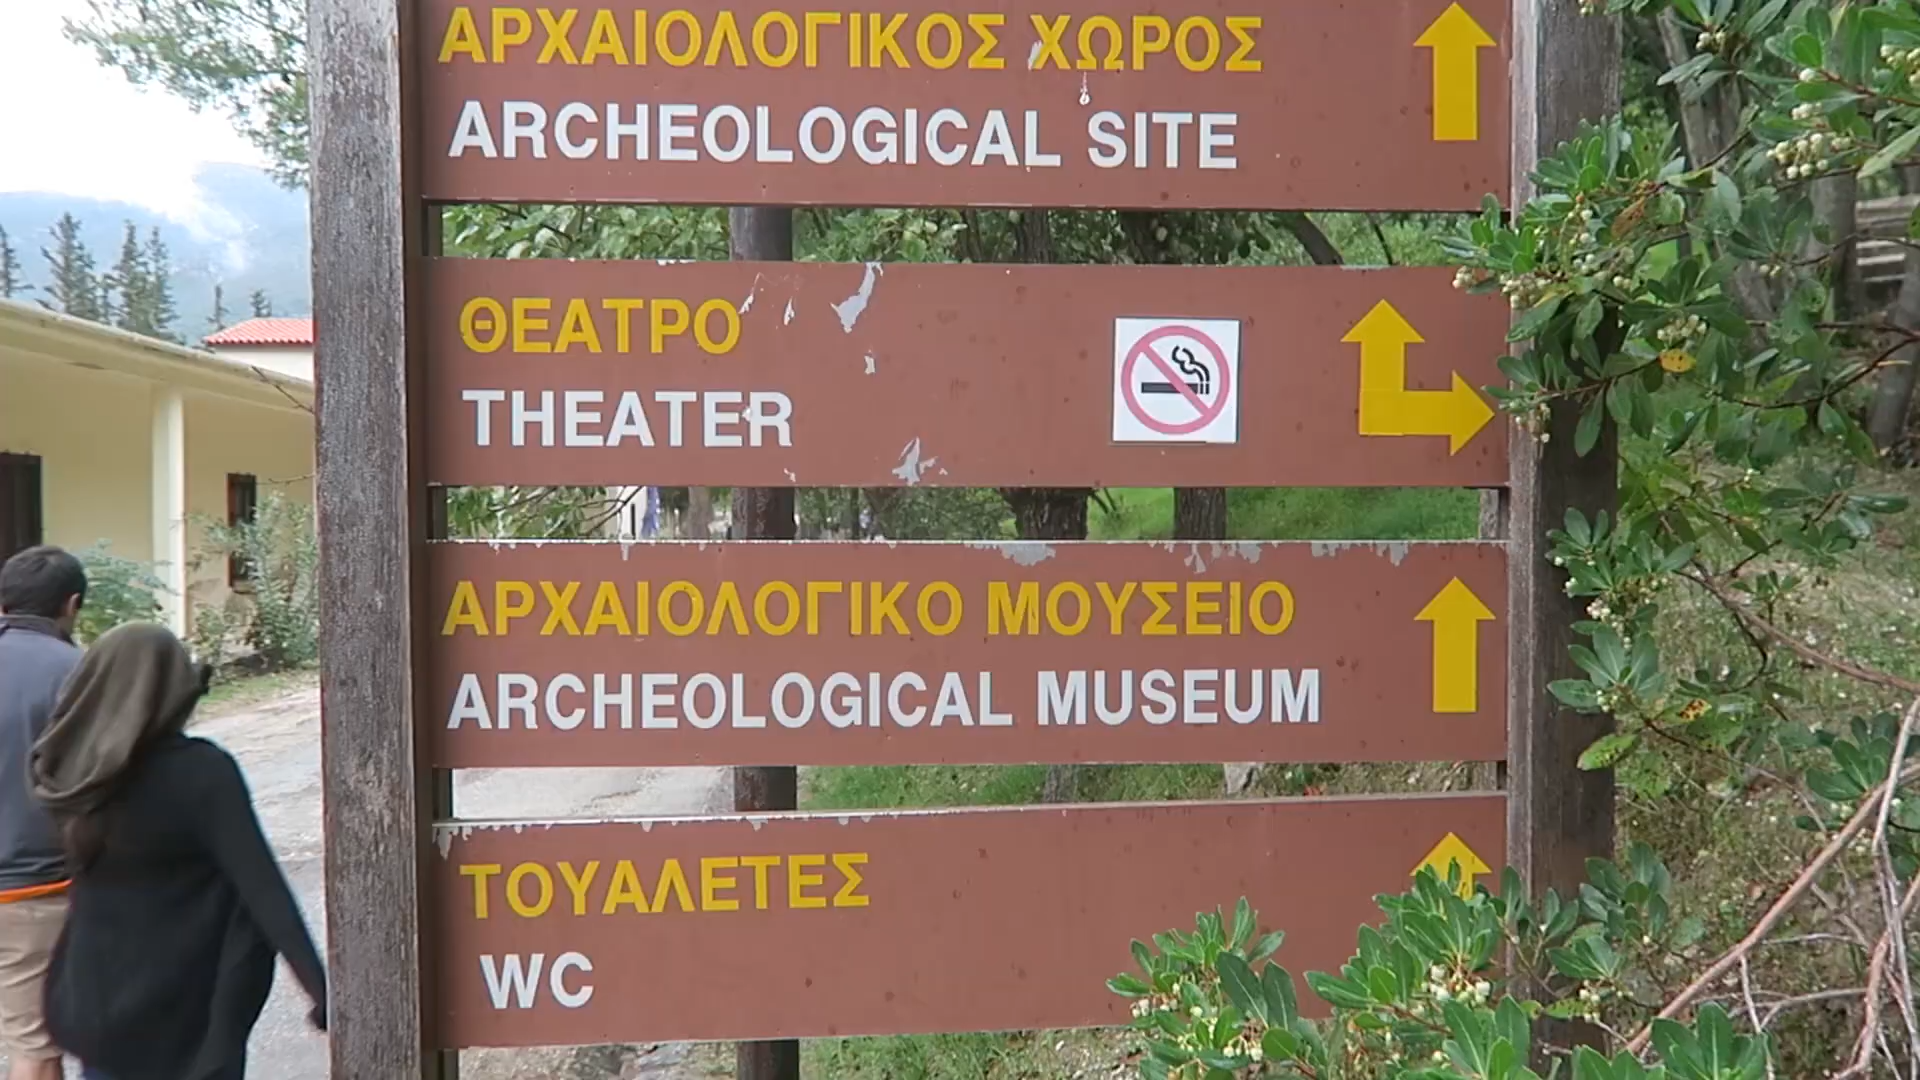 ΑΡΧΑΙΟΛΟΓΙΚΟΣ ΧΩΡΟΣ
ARCHEOLOGICAL SITE
ΘΕΑΤΡΟ
THEATER
ΑΡΧΑΙΟΛΟΓΙΚΟ ΜΟΥΣΕΙΟ
ARCHEOLOGICAL MUSEUM
ΤΟΥΑΛΕΤΕΣ
WC